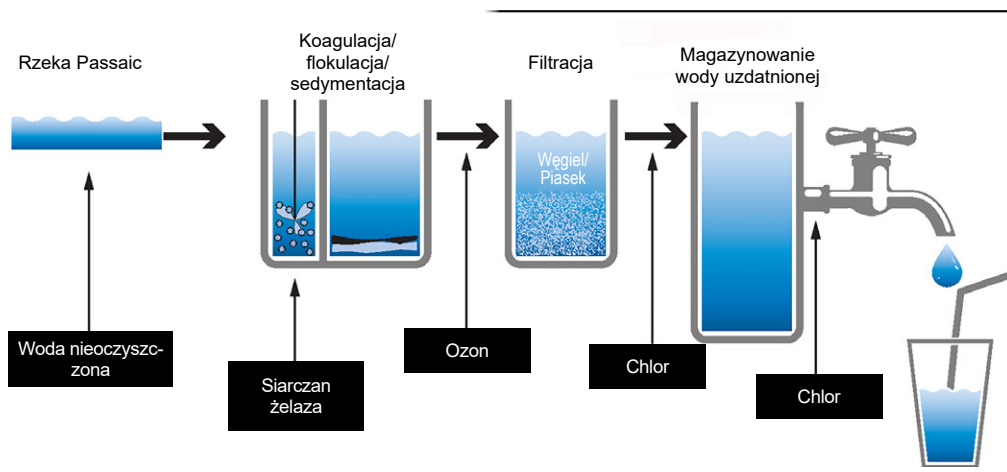 Rzeka Passaic
Koagulacja/
flokulacja/
sedymentacja
Filtracja
Magazynowanie
wody uzdatnionej
Węgiel/
Piasek
Woda nieoczyszc-
zona
Siarczan
żelaza
Ozon
Chlor
Chlor